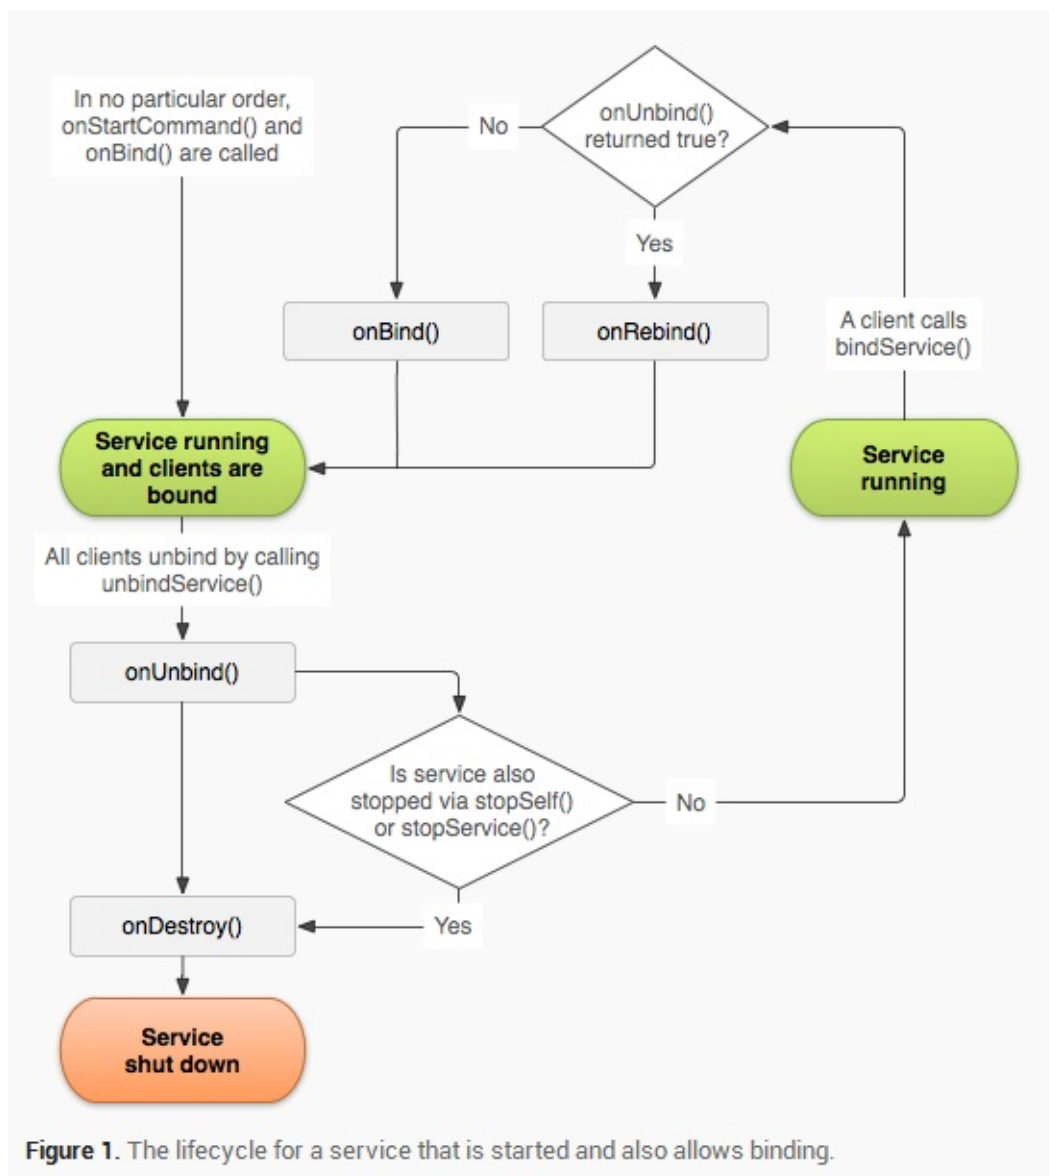 In no particular order,
onStartCommand() and
onBind() are called
onUnbind()
returned true?
No
Yes
onBind()
onRebind()
A client calls
bindService()
Service running
and clients are
bound
Service
running
All clients unbind by calling
unbindService()
onUnbind()
Is service also
stopped via stopSelf()
or stopService()?
No
Yes
onDestroy()
Service
shut down
Figure 1. The lifecycle for a service that is started and also allows binding.